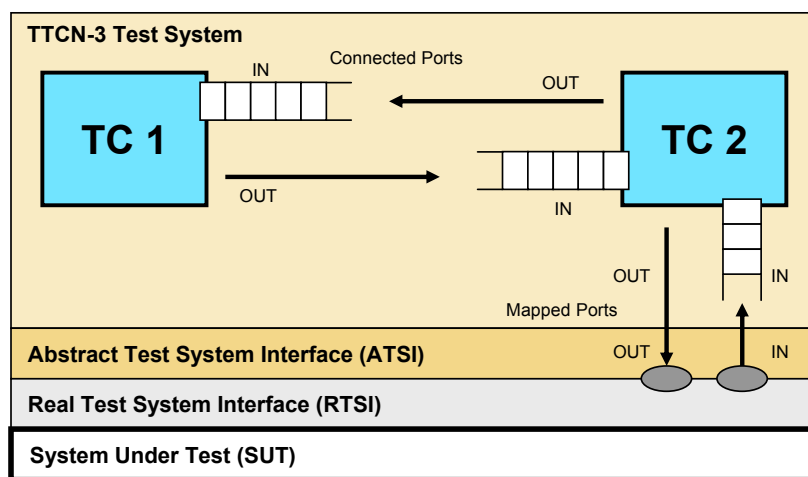 TTCN-3 Test System
Connected Ports
IN
OUT
TC 1
TC 2
OUT
IN
OUT
IN
Mapped Ports
Abstract Test System Interface (ATSI)
OUT
IN
Real Test System Interface (RTSI)
System Under Test (SUT)